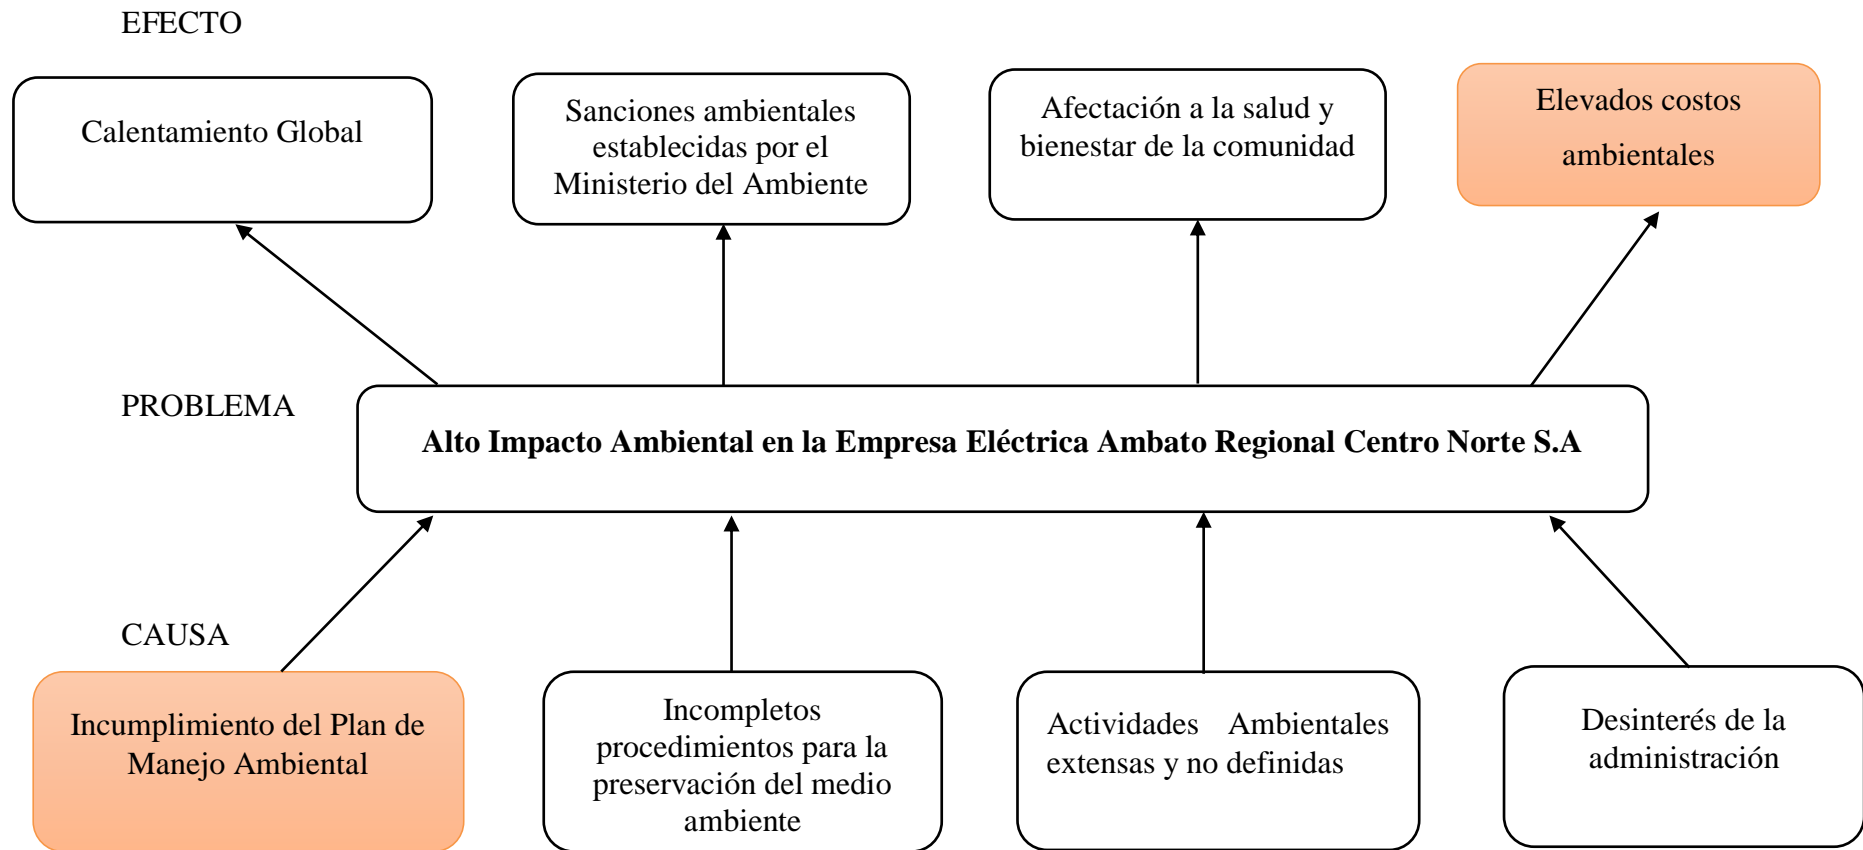 EFECTO
Calentamiento Global
Sanciones ambientales
establecidas por el
Ministerio del Ambiente
Afectación a la salud y
bienestar de la comunidad
Elevados costos
ambientales
PROBLEMA
Alto Impacto Ambiental en la Empresa Eléctrica Ambato Regional Centro Norte S.A
CAUSA
Incumplimiento del Plan de
Manejo Ambiental
Incompletos
procedimientos para la
preservación del medio
ambiente
Actividades Ambientales
extensas y no definidas
Desinterés de la
administración